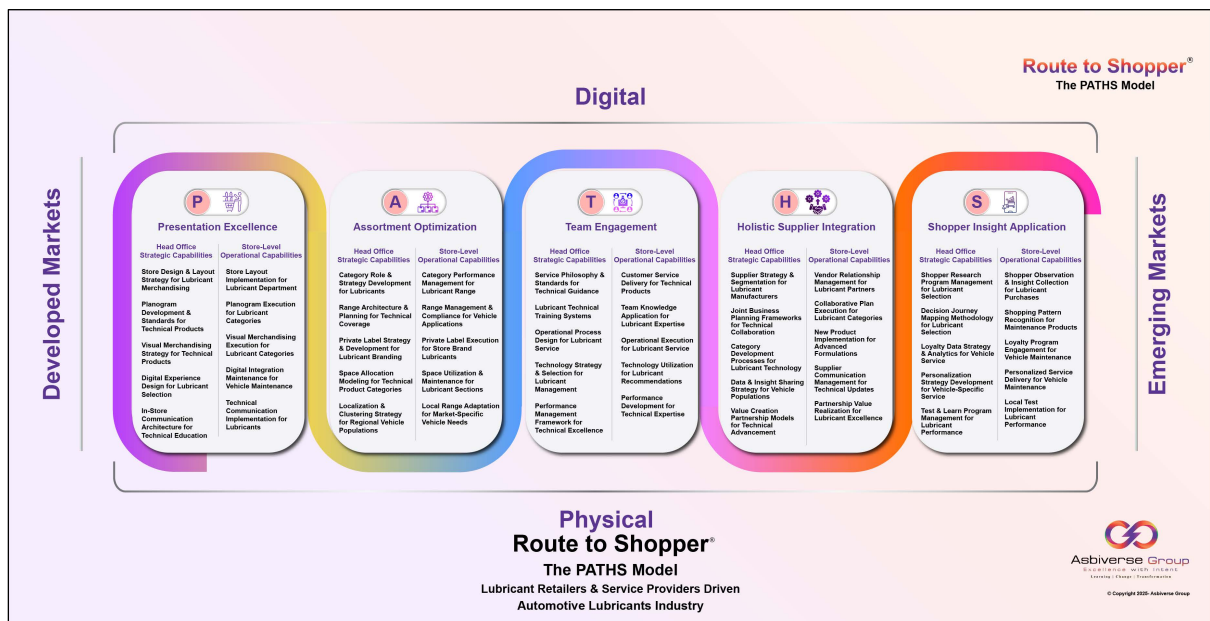 Route to Shopper®
The PATHS Model
Digital
Developed Markets
Emerging Markets
P
Presentation Excellence
Head Office
Strategic Capabilities
Store Design & Layout
Strategy for Lubricant
Merchandising
Planogram
Development &
Standards for
Technical Products
Visual Merchandising
Strategy for Technical
Products
Digital Experience
Design for Lubricant
Selection
In-Store
Communication
Architecture for
Technical Education
Store-Level
Operational Capabilities
Store Layout
Implementation for
Lubricant Department
Planogram Execution
for Lubricant
Categories
Visual Merchandising
Execution for
Lubricant Categories
Digital Integration
Maintenance for
Vehicle Maintenance
Technical
Communication
Implementation for
Lubricants
A
Assortment Optimization
Head Office
Strategic Capabilities
Category Role &
Strategy Development
for Lubricants
Range Architecture &
Planning for Technical
Coverage
Private Label Strategy
& Development for
Lubricant Branding
Space Allocation
Modeling for Technical
Product Categories
Localization &
Clustering Strategy
for Regional Vehicle
Populations
Store-Level
Operational Capabilities
Category Performance
Management for
Lubricant Range
Range Management &
Compliance for Vehicle
Applications
Private Label Execution
for Store Brand
Lubricants
Space Utilization &
Maintenance for
Lubricant Sections
Local Range Adaptation
for Market-Specific
Vehicle Needs
T
Team Engagement
Head Office
Strategic Capabilities
Service Philosophy &
Standards for
Technical Guidance
Lubricant Technical
Training Systems
Operational Process
Design for Lubricant
Service
Technology Strategy
& Selection for
Lubricant
Management
Performance
Management
Framework for
Technical Excellence
Store-Level
Operational Capabilities
Customer Service
Delivery for Technical
Products
Team Knowledge
Application for
Lubricant Expertise
Operational Execution
for Lubricant Service
Technology Utilization
for Lubricant
Recommendations
Performance
Development for
Technical Expertise
H
Holistic Supplier Integration
Head Office
Strategic Capabilities
Supplier Strategy &
Segmentation for
Lubricant
Manufacturers
Joint Business
Planning Frameworks
for Technical
Collaboration
Category
Development
Processes for
Lubricant Technology
Data & Insight Sharing
Strategy for Vehicle
Populations
Value Creation
Partnership Models
for Technical
Advancement
Store-Level
Operational Capabilities
Vendor Relationship
Management for
Lubricant Partners
Collaborative Plan
Execution for
Lubricant Categories
New Product
Implementation for
Advanced
Formulations
Supplier
Communication
Management for
Technical Updates
Partnership Value
Realization for
Lubricant Excellence
S
Shopper Insight Application
Head Office
Strategic Capabilities
Shopper Research
Program Management
for Lubricant
Selection
Decision Journey
Mapping Methodology
for Lubricant
Selection
Loyalty Data Strategy
& Analytics for Vehicle
Service
Personalization
Strategy Development
for Vehicle-Specific
Service
Test & Learn Program
Management for
Lubricant
Performance
Store-Level
Operational Capabilities
Shopper Observation
& Insight Collection
for Lubricant
Purchases
Shopping Pattern
Recognition for
Maintenance Products
Loyalty Program
Engagement for
Vehicle Maintenance
Personalized Service
Delivery for Vehicle
Maintenance
Local Test
Implementation for
Lubricant
Performance
Physical
Route to Shopper®
The PATHS Model
Lubricant Retailers & Service Providers Driven
Automotive Lubricants Industry
Asbiverse Group
Excellence with Intent
Learning | Change | Transformation
© Copyright 2025- Asbiverse Group